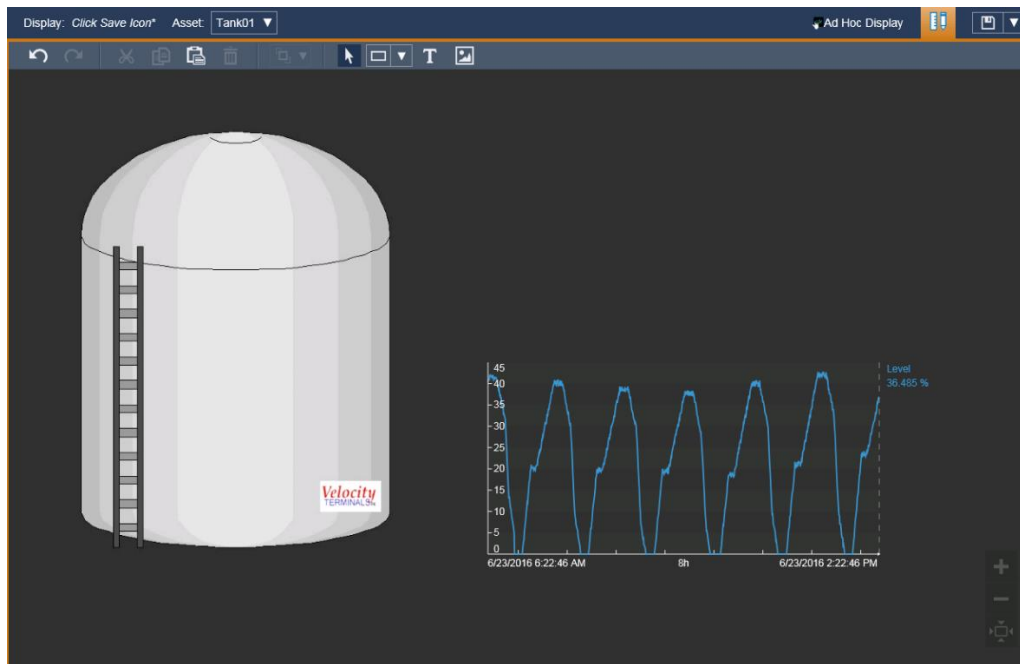 Display: Click Save Icon* Asset: Tank01 ▼ Ad Hoc Display
T
45
40
35
30
25
20
15
10
5
0
Level
36.485 %
6/23/2016 6:22:46 AM 8h 6/23/2016 2:22:46 PM
Velocity
TERMINALS